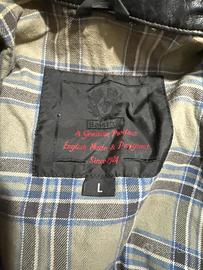 A Genuine Product
English Made & Designed
Since 1924
L